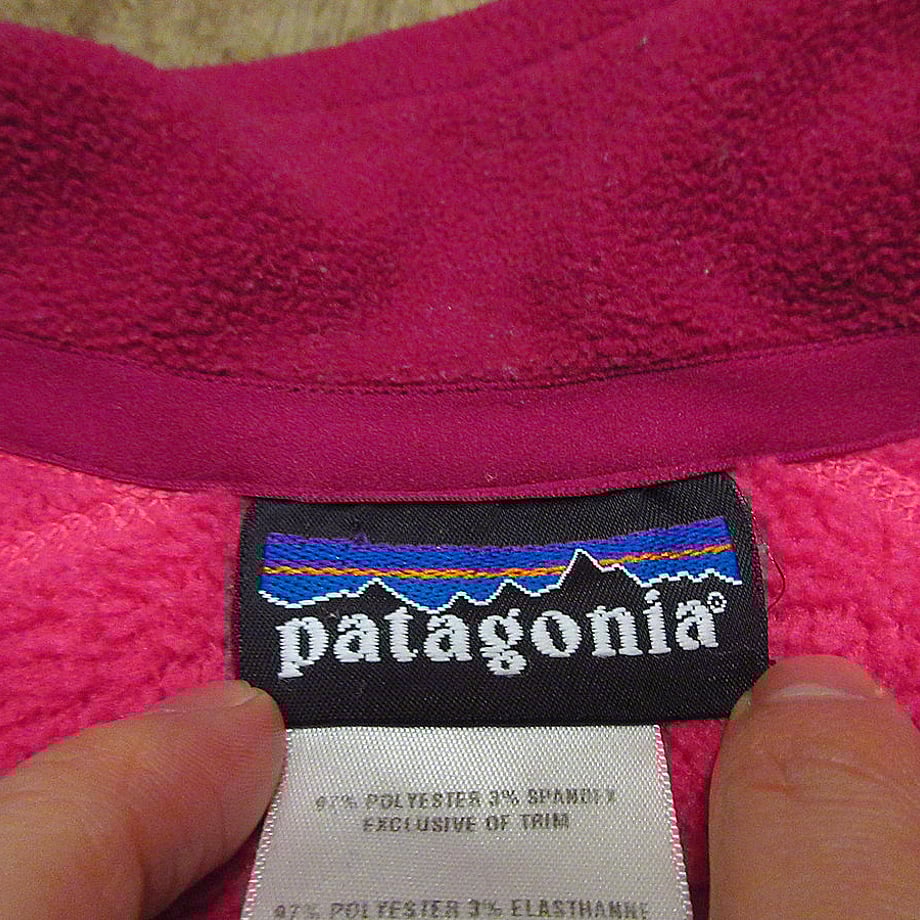 patagonia®
97% POLYESTER 3% SPANDEX
EXCLUSIVE OF TRIM
97% POLYESTER 3% ELASTHANNE